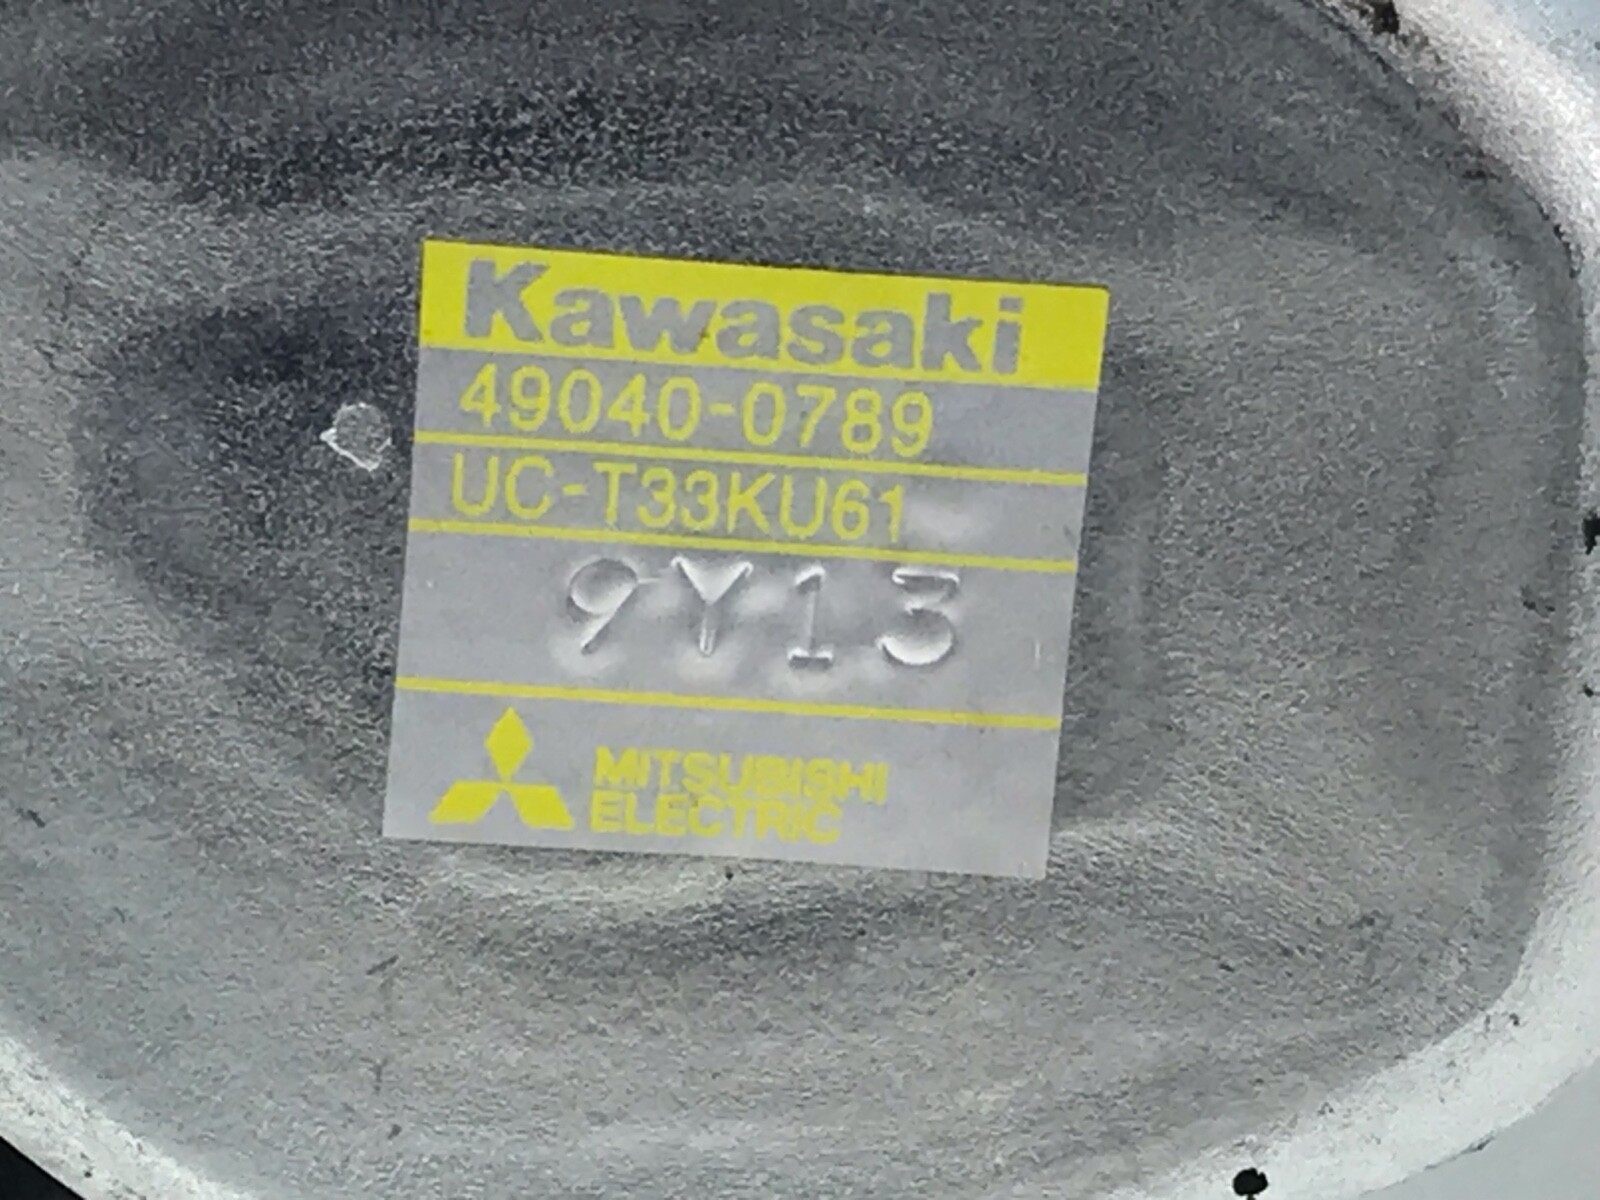 Kawasaki
49040-0789
UC-T33KU61
9Y13
MITSUBISHI
ELECTRIC